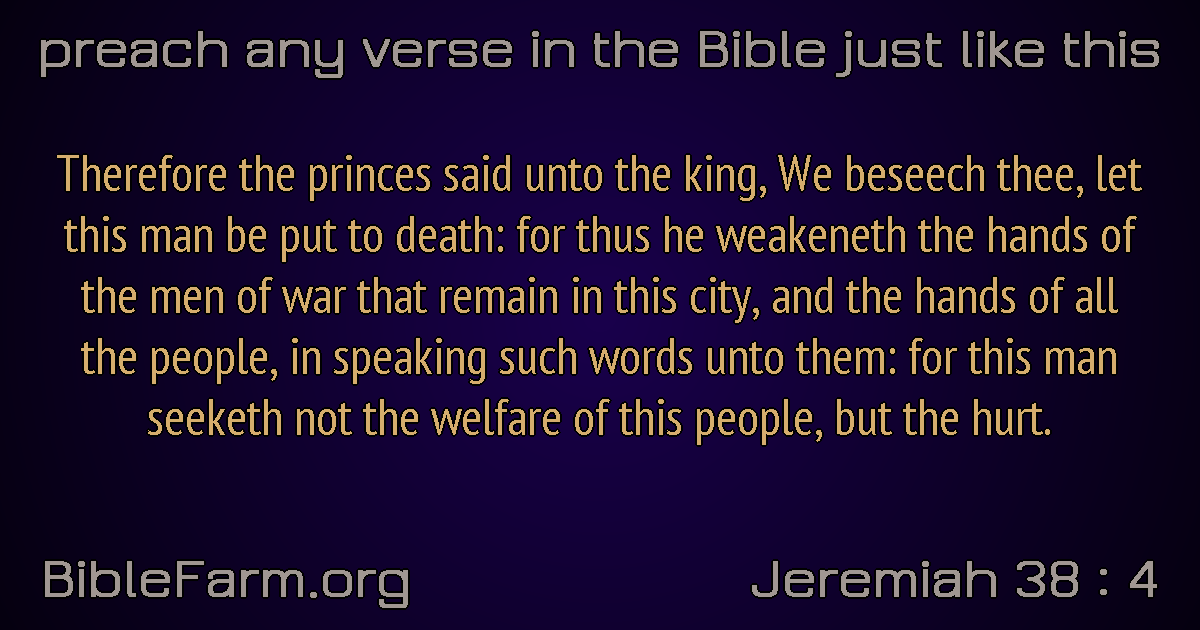 preach any verse in the Bible just like this
Therefore the princes said unto the king, We beseech thee, let
this man be put to death: for thus he weakeneth the hands of
the men of war that remain in this city, and the hands of all
the people, in speaking such words unto them: for this man
seeketh not the welfare of this people, but the hurt.
BibleFarm.org
Jeremiah 38 : 4